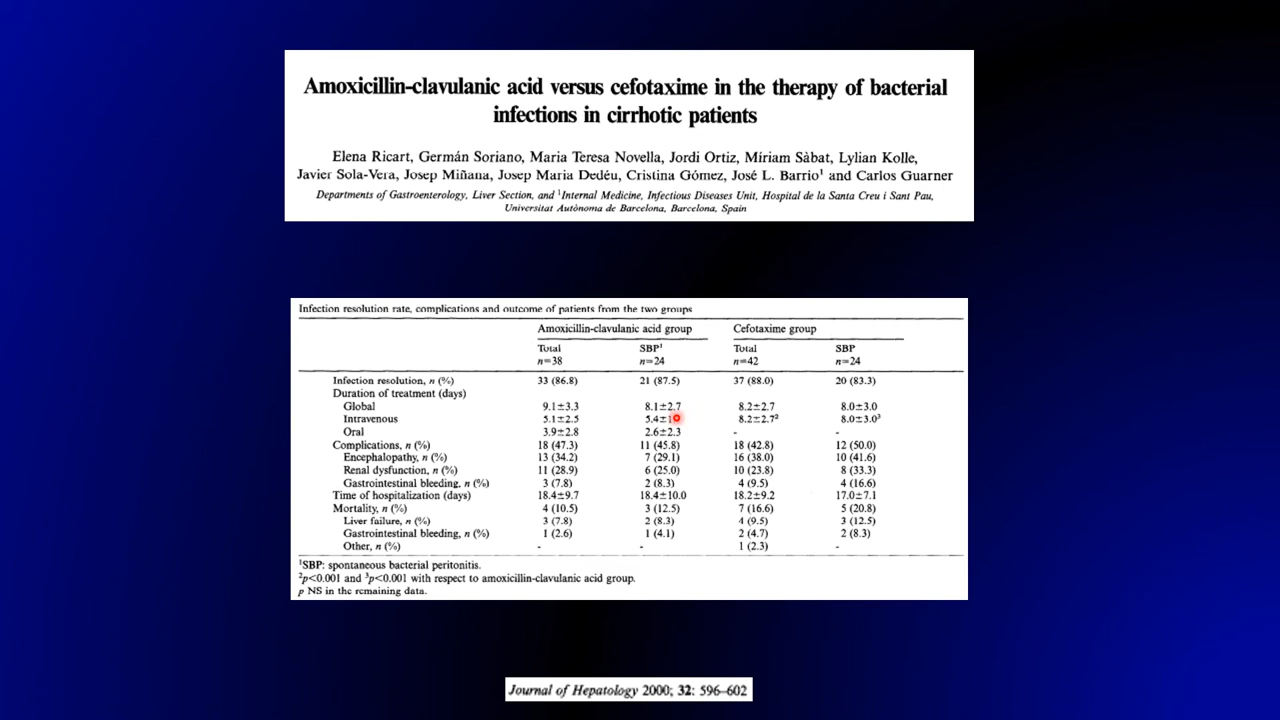 Amoxicillin-clavulanic acid versus cefotaxime in the therapy of bacterial
infections in cirrhotic patients
Elena Ricart, Germán Soriano, Maria Teresa Novella, Jordi Ortiz, Míriam Sàbat, Lylian Kolle,
Javier Sola-Vera, Josep Miñana, Josep Maria Dedéu, Cristina Gómez, José L. Barrio¹ and Carlos Guarner
Departments of Gastroenterology, Liver Section, and ¹Internal Medicine, Infectious Diseases Unit, Hospital de la Santa Creu i Sant Pau,
Universitat Autònoma de Barcelona, Barcelona, Spain
Infection resolution rate, complications and outcome of patients from the two groups
Amoxicillin-clavulanic acid group Cefotaxime group
Total SBP¹ Total SBP
n=38 n=24 n=42 n=24
Infection resolution, n (%) 33 (86.8) 21 (87.5) 37 (88.0) 20 (83.3)
Duration of treatment (days)
Global 9.1±3.3 8.1±2.7 8.2±2.7 8.0±3.0
Intravenous 5.1±2.5 5.4±1 8.2±2.7² 8.0±3.0³
Oral 3.9±2.8 2.6±2.3 - -
Complications, n (%) 18 (47.3) 11 (45.8) 18 (42.8) 12 (50.0)
Encephalopathy, n (%) 13 (34.2) 7 (29.1) 16 (38.0) 10 (41.6)
Renal dysfunction, n (%) 11 (28.9) 6 (25.0) 10 (23.8) 8 (33.3)
Gastrointestinal bleeding, n (%) 3 (7.8) 2 (8.3) 4 (9.5) 4 (16.6)
Time of hospitalization (days) 18.4±9.7 18.4±10.0 18.2±9.2 17.0±7.1
Mortality, n (%) 4 (10.5) 3 (12.5) 7 (16.6) 5 (20.8)
Liver failure, n (%) 3 (7.8) 2 (8.3) 4 (9.5) 3 (12.5)
Gastrointestinal bleeding, n (%) 1 (2.6) 1 (4.1) 2 (4.7) 2 (8.3)
Other, n (%) - - 1 (2.3) -
¹SBP: spontaneous bacterial peritonitis.
²p<0.001 and ³p<0.001 with respect to amoxicillin-clavulanic acid group.
p NS in the remaining data.
Journal of Hepatology 2000; 32: 596–602